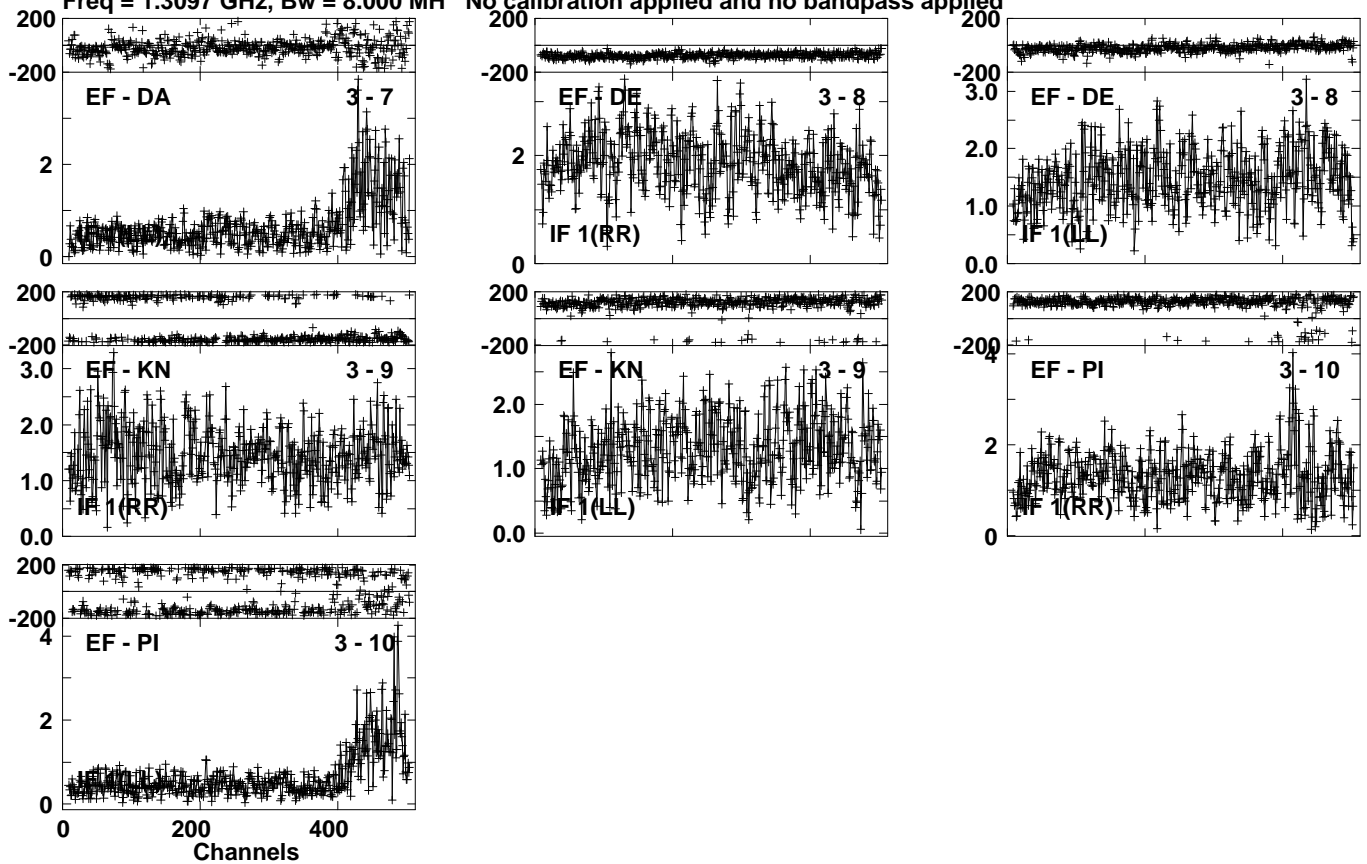 Freq = 1.3097 GHz, Bw = 8.000 MH No calibration applied and no bandpass applied
200
-200
EF - DA 3 - 7
2
0
EF - DE 3 - 8
2
IF 1(RR)
0
200
-200
EF - DE 3 - 8
3.0
2.0
1.0
IF 1(LL)
0.0
200
-200
EF - KN 3 - 9
3.0
2.0
1.0
IF 1(RR)
0.0
200
-200
EF - KN 3 - 9
2.0
1.0
IF 1(LL)
0.0
200
-200
4
EF - PI 3 - 10
2
IF 1(RR)
0
200
-200
EF - PI 3 - 10
4
2
0
0 200 400
Channels